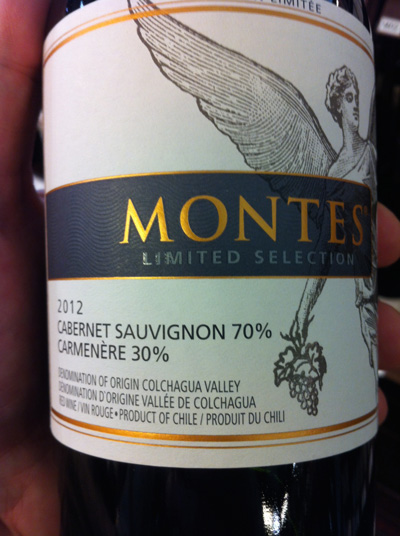 LIMITÉE
MONTES
LIMITED SELECTION
2012
CABERNET SAUVIGNON 70%
CARMENÈRE 30%
DENOMINATION OF ORIGIN COLCHAGUA VALLEY
DÉNOMINATION D'ORIGINE VALLÉE DE COLCHAGUA
RED WINE / VIN ROUGE • PRODUCT OF CHILE / PRODUIT DU CHILI